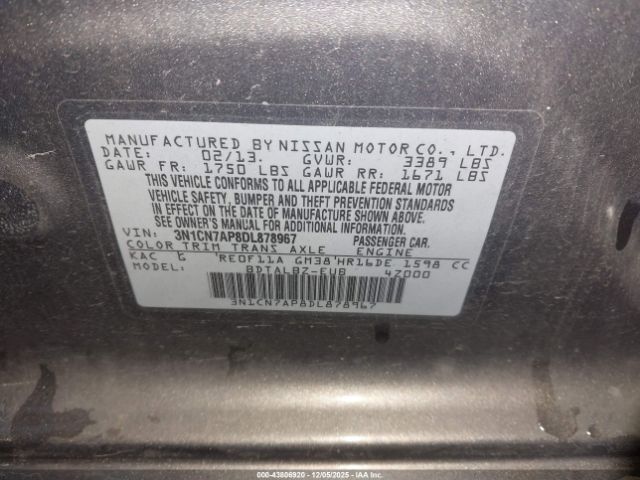 MANUFACTURED BY NISSAN MOTOR CO., LTD.
DATE: 02/13. GVWR: 3389 LBS
GAWR FR: 1750 LBS GAWR RR: 1671 LBS
THIS VEHICLE CONFORMS TO ALL APPLICABLE FEDERAL MOTOR
VEHICLE SAFETY, BUMPER AND THEFT PREVENTION STANDARDS
IN EFFECT ON THE DATE OF MANUFACTURE SHOWN ABOVE.
SEE OWNER'S MANUAL FOR ADDITIONAL INFORMATION.
VIN: 3N1CN7AP8DL878967 PASSENGER CAR.
COLOR TRIM TRANS AXLE ENGINE
KAC G RE0F11A GM38 HR16DE 1598 CC
MODEL: BDTALBZ-EUB 4Z000
3N1CN7AP8DL878967
000-43806920 - 12/05/2025 - IAA Inc.